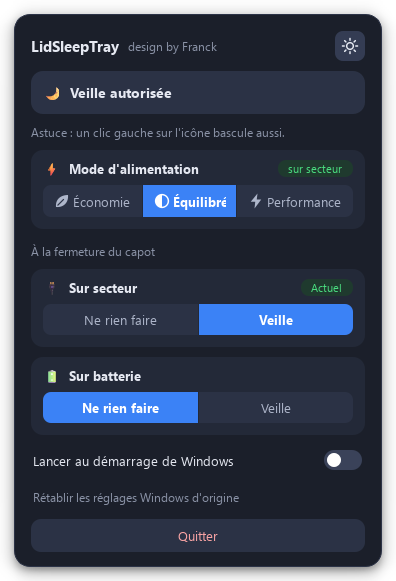 LidSleepTray design by Franck
Veille autorisée
Astuce : un clic gauche sur l'icône bascule aussi.
Mode d'alimentation sur secteur
Économie Équilibré Performance
À la fermeture du capot
Sur secteur Actuel
Ne rien faire Veille
Sur batterie
Ne rien faire Veille
Lancer au démarrage de Windows
Rétablir les réglages Windows d'origine
Quitter